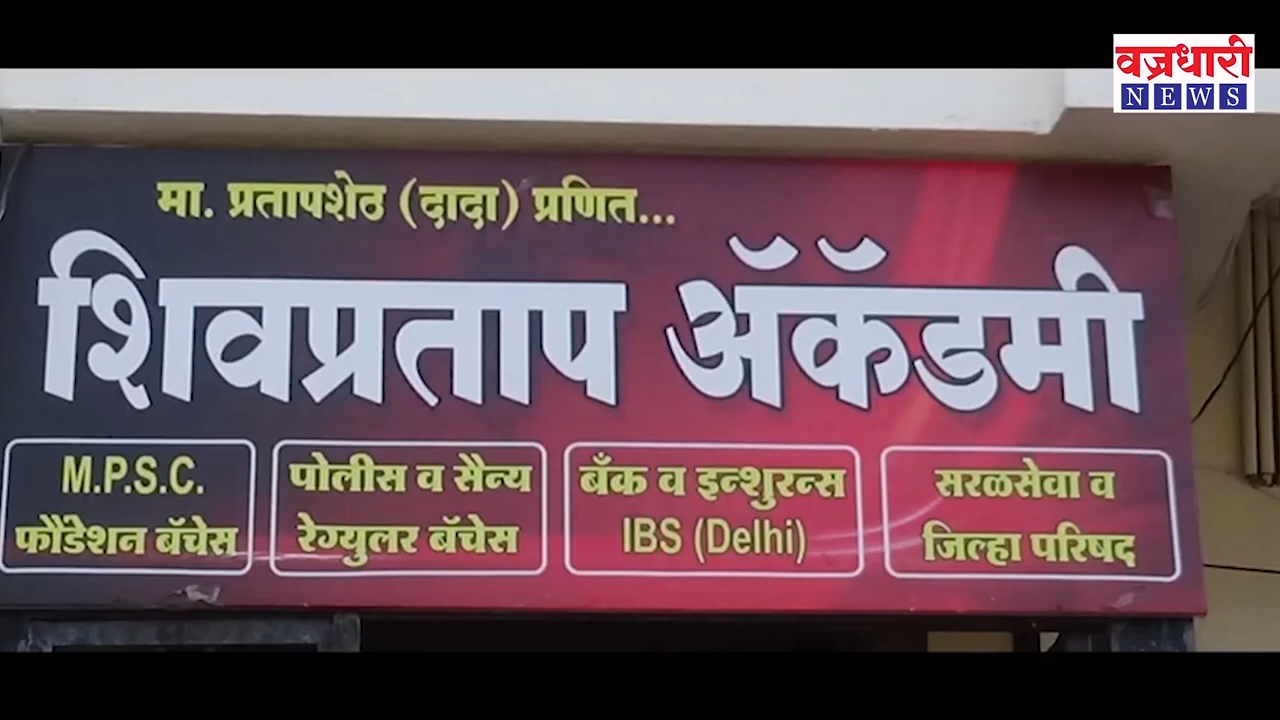 वज्रधारी
NEWS
मा. प्रतापशेठ (दादा) प्रणित...
शिवप्रताप ॲकॅडमी
M.P.S.C.
फौंडेशन बॅचेस
पोलीस व सैन्य
रेग्युलर बॅचेस
बँक व इन्शुरन्स
IBS (Delhi)
सरळसेवा व
जिल्हा परिषद